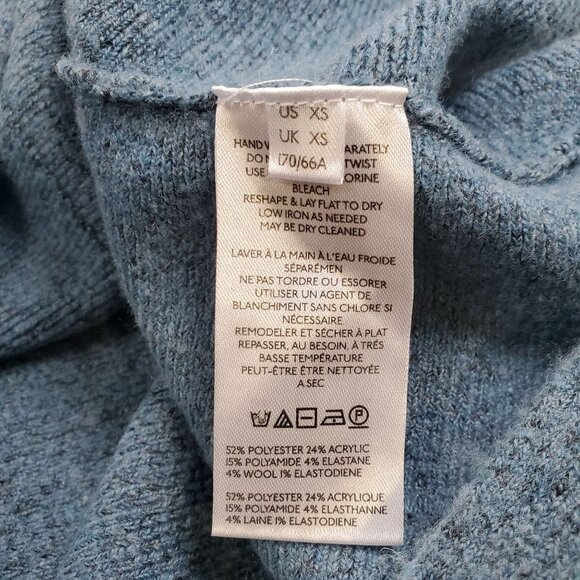 US XS
UK XS
170/66A
HAND W ARATELY
DO TWIST
USE ORINE
BLEACH
RESHAPE & LAY FLAT TO DRY
LOW IRON AS NEEDED
MAY BE DRY CLEANED
LAVER À LA MAIN À L'EAU FROIDE
SÉPARÉMEN
NE PAS TORDRE OU ESSORER
UTILISER UN AGENT DE
BLANCHIMENT SANS CHLORE SI
NÉCESSAIRE
REMODELER ET SÉCHER À PLAT
REPASSER, AU BESOIN, À TRÉS
BASSE TEMPÉRATURE
PEUT-ÊTRE ÊTRE NETTOYÉE
A SEC
52% POLYESTER 24% ACRYLIC
15% POLYAMIDE 4% ELASTANE
4% WOOL 1% ELASTODIENE
52% POLYESTER 24% ACRYLIQUE
15% POLYAMIDE 4% ELASTHANNE
4% LAINE 1% ELASTODIENE